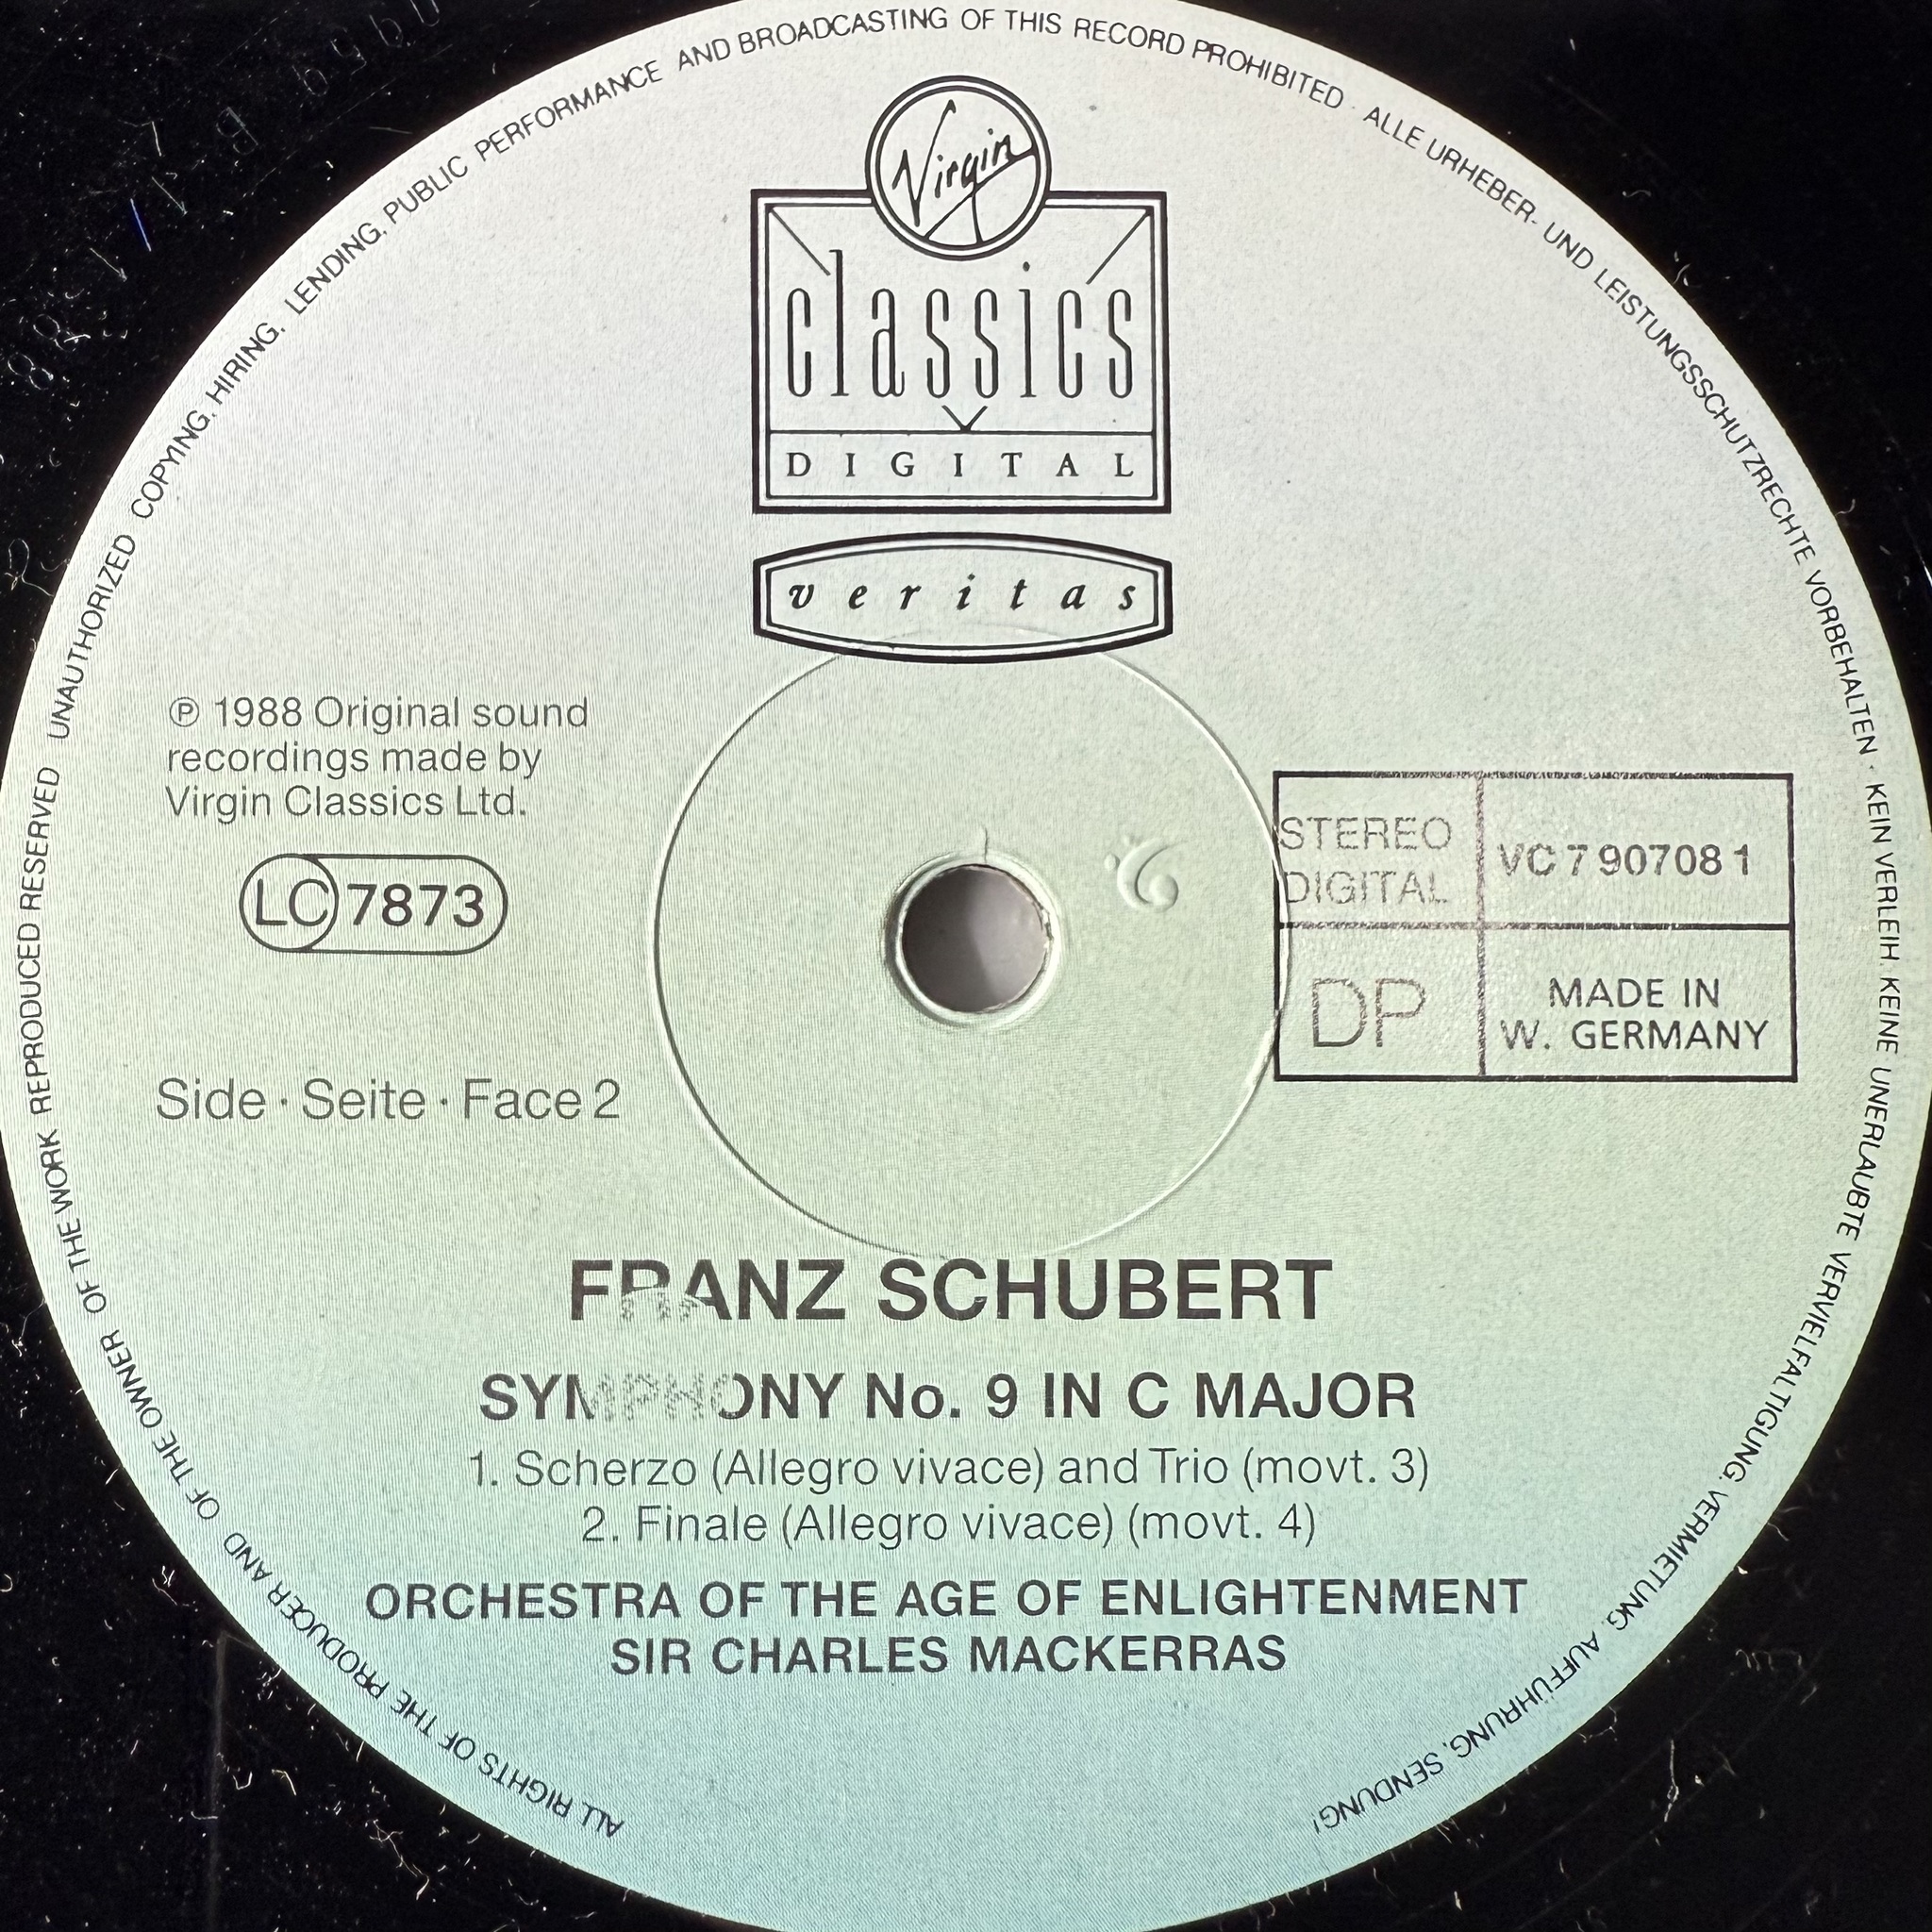 ALL RIGHTS OF THE PRODUCER AND OF THE OWNER OF THE WORK REPRODUCED RESERVED UNAUTHORIZED COPYING, HIRING, LENDING, PUBLIC PERFORMANCE AND BROADCASTING OF THIS RECORD PROHIBITED · ALLE URHEBER- UND LEISTUNGSSCHUTZRECHTE VORBEHALTEN · KEIN VERLEIH. KEINE UNERLAUBTE VERVIELFÄLTIGUNG, VERMIETUNG, AUFFÜHRUNG, SENDUNG!
Virgin
classics
DIGITAL
veritas
℗ 1988 Original sound
recordings made by
Virgin Classics Ltd.
LC 7873
Side · Seite · Face 2
STEREO
DIGITAL
VC 7 90708 1
DP
MADE IN
W. GERMANY
FRANZ SCHUBERT
SYMPHONY No. 9 IN C MAJOR
1. Scherzo (Allegro vivace) and Trio (movt. 3)
2. Finale (Allegro vivace) (movt. 4)
ORCHESTRA OF THE AGE OF ENLIGHTENMENT
SIR CHARLES MACKERRAS